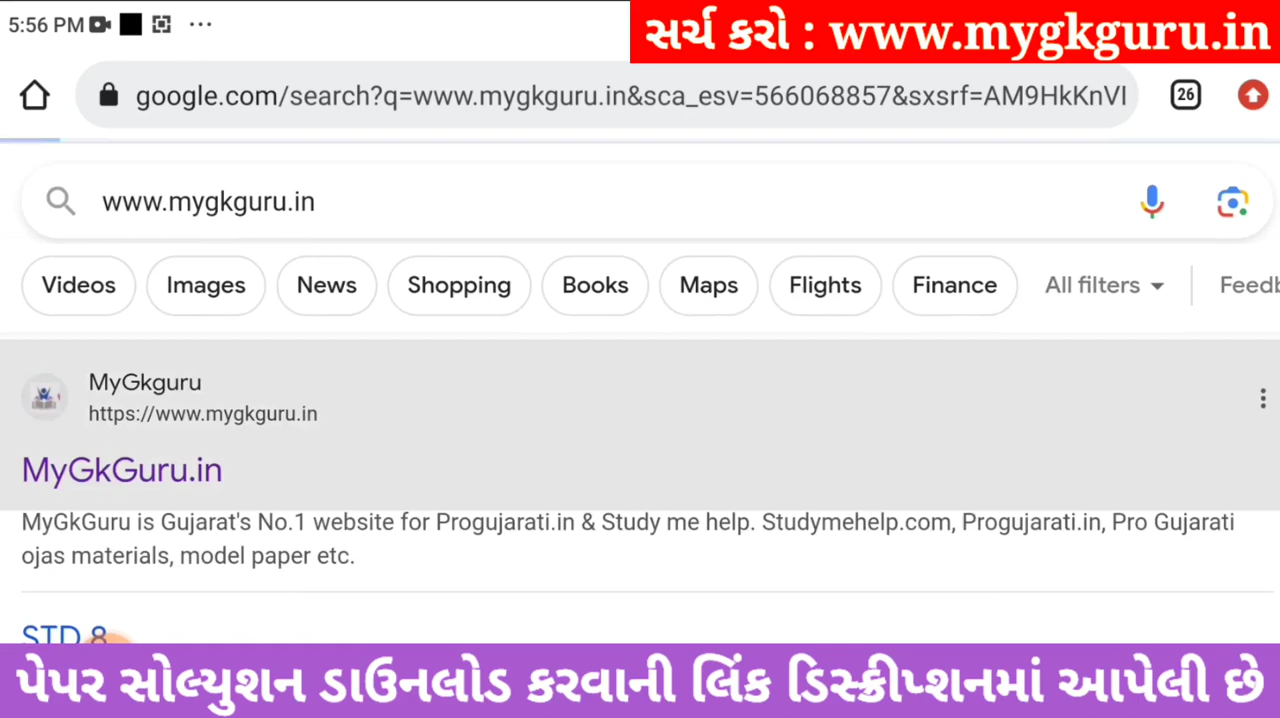 5:56 PM
સર્ચ કરો : www.mygkguru.in
google.com/search?q=www.mygkguru.in&sca_esv=566068857&sxsrf=AM9HkKnVI
26
www.mygkguru.in
Videos Images News Shopping Books Maps Flights Finance All filters Feedb
MyGkguru
https://www.mygkguru.in
MyGkGuru.in
MyGkGuru is Gujarat's No.1 website for Progujarati.in & Study me help. Studymehelp.com, Progujarati.in, Pro Gujarati
ojas materials, model paper etc.
STD 8
પેપર સોલ્યુશન ડાઉનલોડ કરવાની લિંક ડિસ્ક્રીપ્શનમાં આપેલી છે